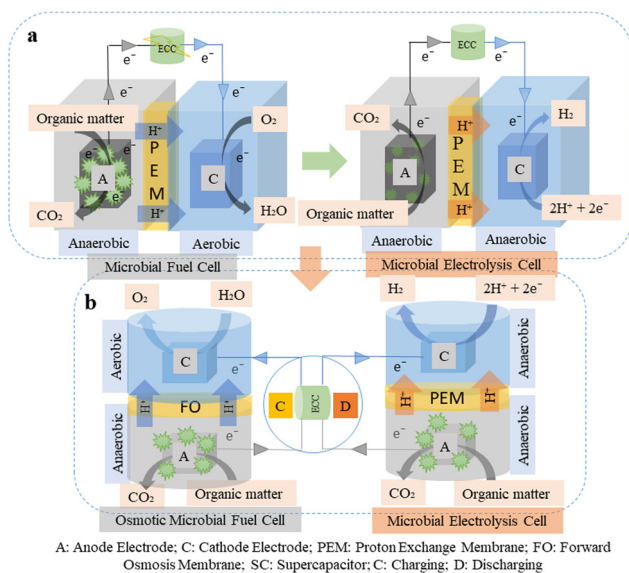 a
ECC
e⁻
e⁻
e⁻
e⁻
Organic matter
H⁺
O₂
e⁻
e⁻
e⁻
e⁻
A
PEM
C
H⁺
CO₂
H₂O
Anaerobic
Aerobic
Microbial Fuel Cell
ECC
e⁻
e⁻
e⁻
e⁻
CO₂
H⁺
H₂
A
PEM
C
e⁻
Organic matter
H⁺
2H⁺ + 2e⁻
Anaerobic
Anaerobic
Microbial Electrolysis Cell
b
O₂
H₂O
Aerobic
C
e⁻
H⁺
FO
H⁺
Anaerobic
e⁻
A
CO₂
Organic matter
Osmotic Microbial Fuel Cell
C
ECC
D
H₂
2H⁺ + 2e⁻
C
e⁻
Anaerobic
H⁺
PEM
H⁺
e⁻
A
Anaerobic
CO₂
Organic matter
Microbial Electrolysis Cell
A: Anode Electrode; C: Cathode Electrode; PEM: Proton Exchange Membrane; FO: Forward
Osmosis Membrane; SC: Supercapacitor; C: Charging; D: Discharging